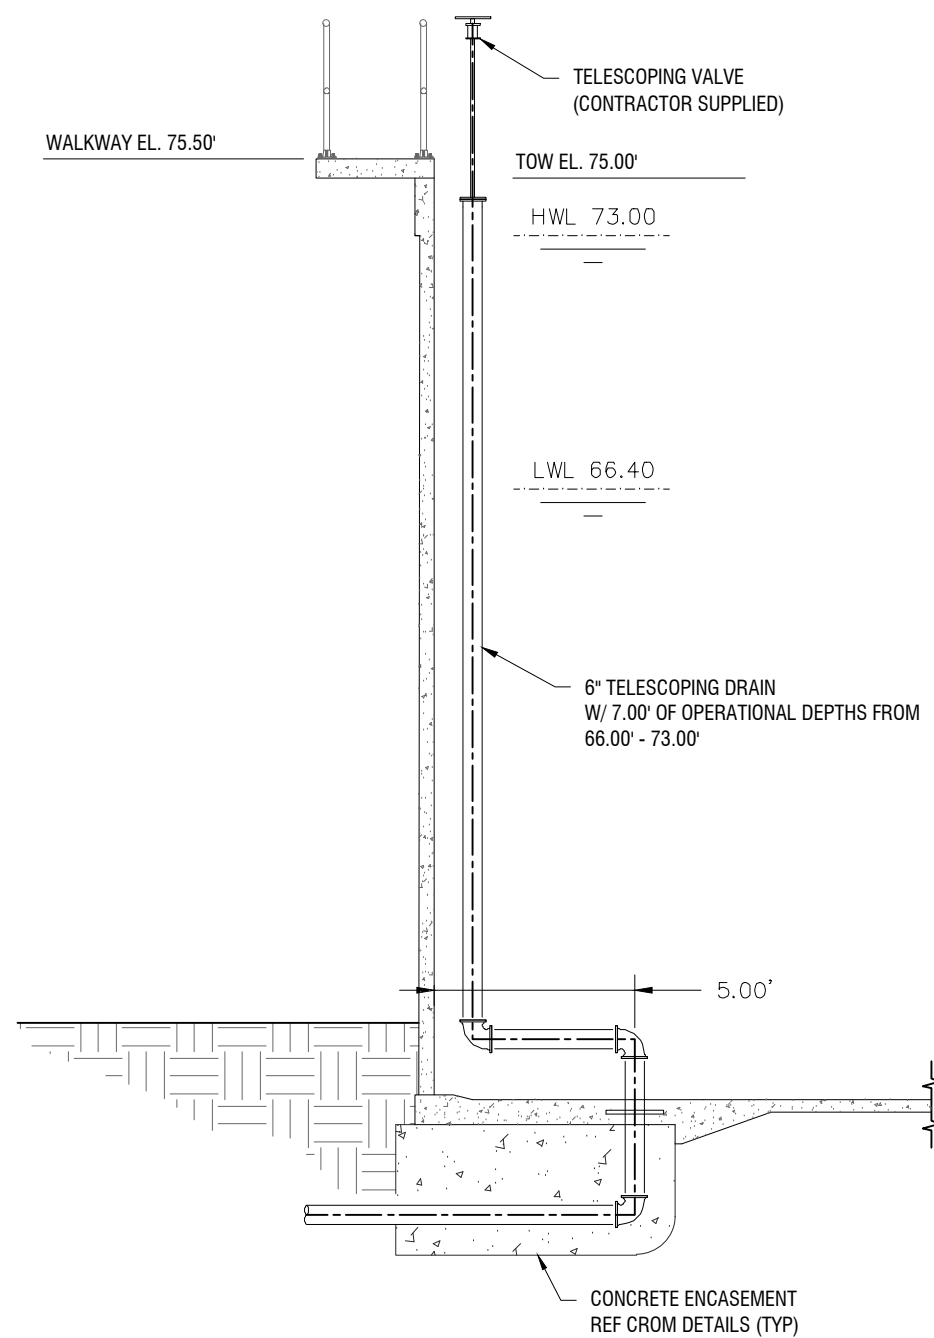 TELESCOPING VALVE
(CONTRACTOR SUPPLIED)
WALKWAY EL. 75.50'
TOW EL. 75.00'
HWL 73.00
LWL 66.40
6" TELESCOPING DRAIN
W/ 7.00' OF OPERATIONAL DEPTHS FROM
66.00' - 73.00'
5.00'
CONCRETE ENCASEMENT
REF CROM DETAILS (TYP)